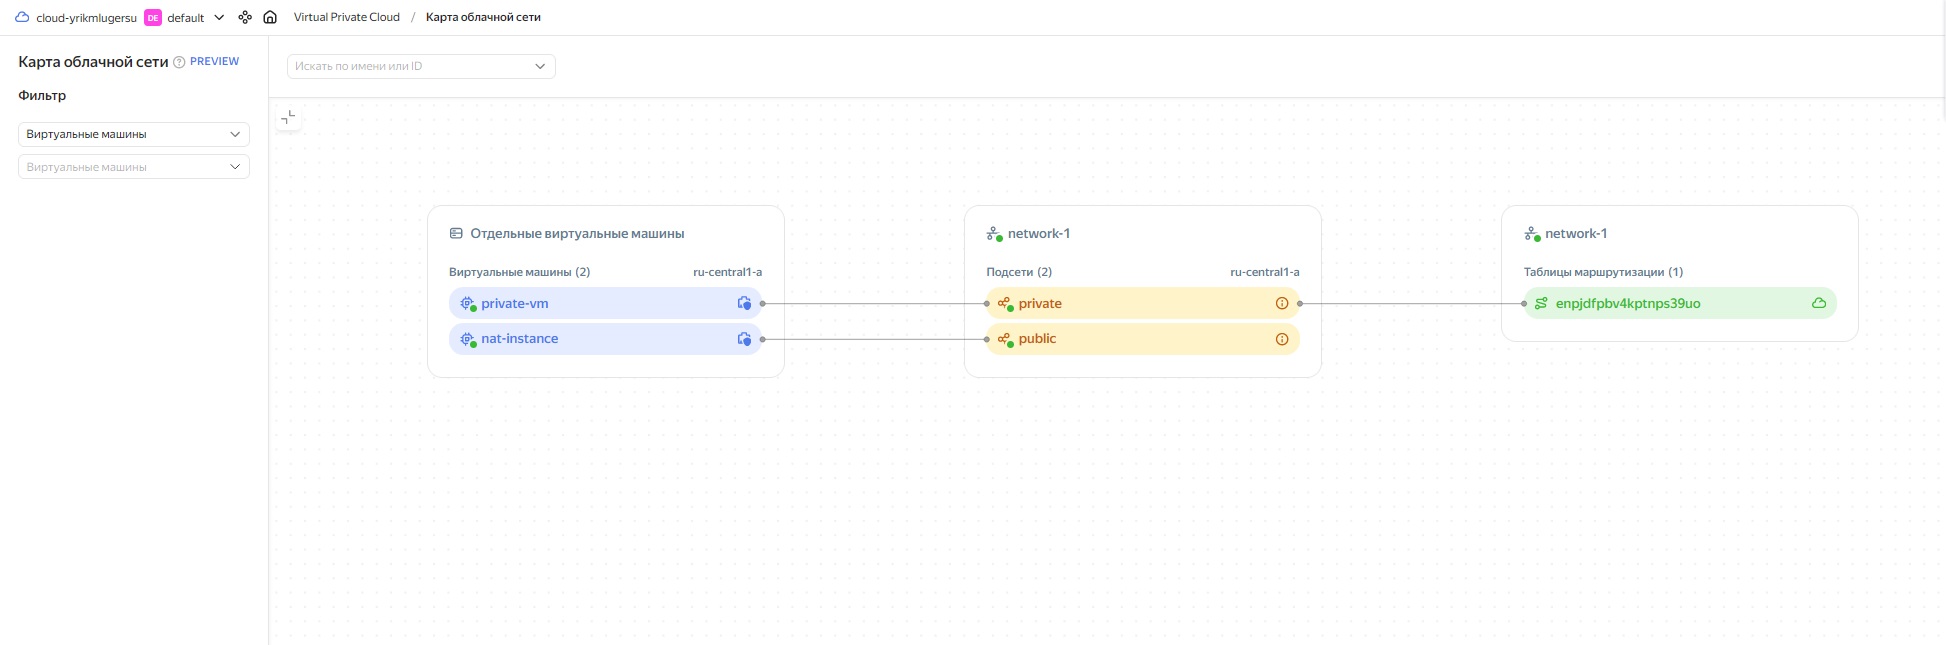 cloud-yrikmlugersu DE default Virtual Private Cloud / Карта облачной сети
Карта облачной сети ? PREVIEW
Фильтр
Виртуальные машины
Виртуальные машины
Искать по имени или ID
Отдельные виртуальные машины
Виртуальные машины (2) ru-central1-a
private-vm
nat-instance
network-1
Подсети (2) ru-central1-a
private
public
network-1
Таблицы маршрутизации (1)
enpjdfpbv4kptnps39uo